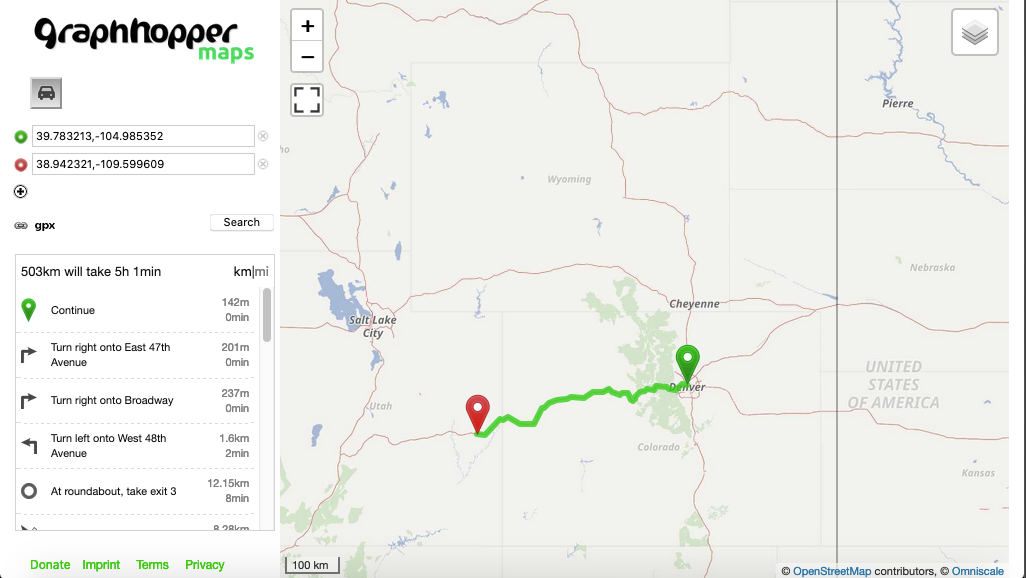 graphhopper
maps
39.783213,-104.985352
38.942321,-109.599609
gpx
Search
503km will take 5h 1min
km|mi
Continue
142m
0min
Turn right onto East 47th
Avenue
201m
0min
Turn right onto Broadway
237m
0min
Turn left onto West 48th
Avenue
1.6km
2min
At roundabout, take exit 3
12.15km
8min
8.28km
Donate Imprint Terms Privacy
+
−
Pierre
Wyoming
Nebraska
Cheyenne
Salt Lake
City
Denver
UNITED
STATES
OF AMERICA
Utah
Colorado
Kansas
100 km
© OpenStreetMap contributors, © Omniscale